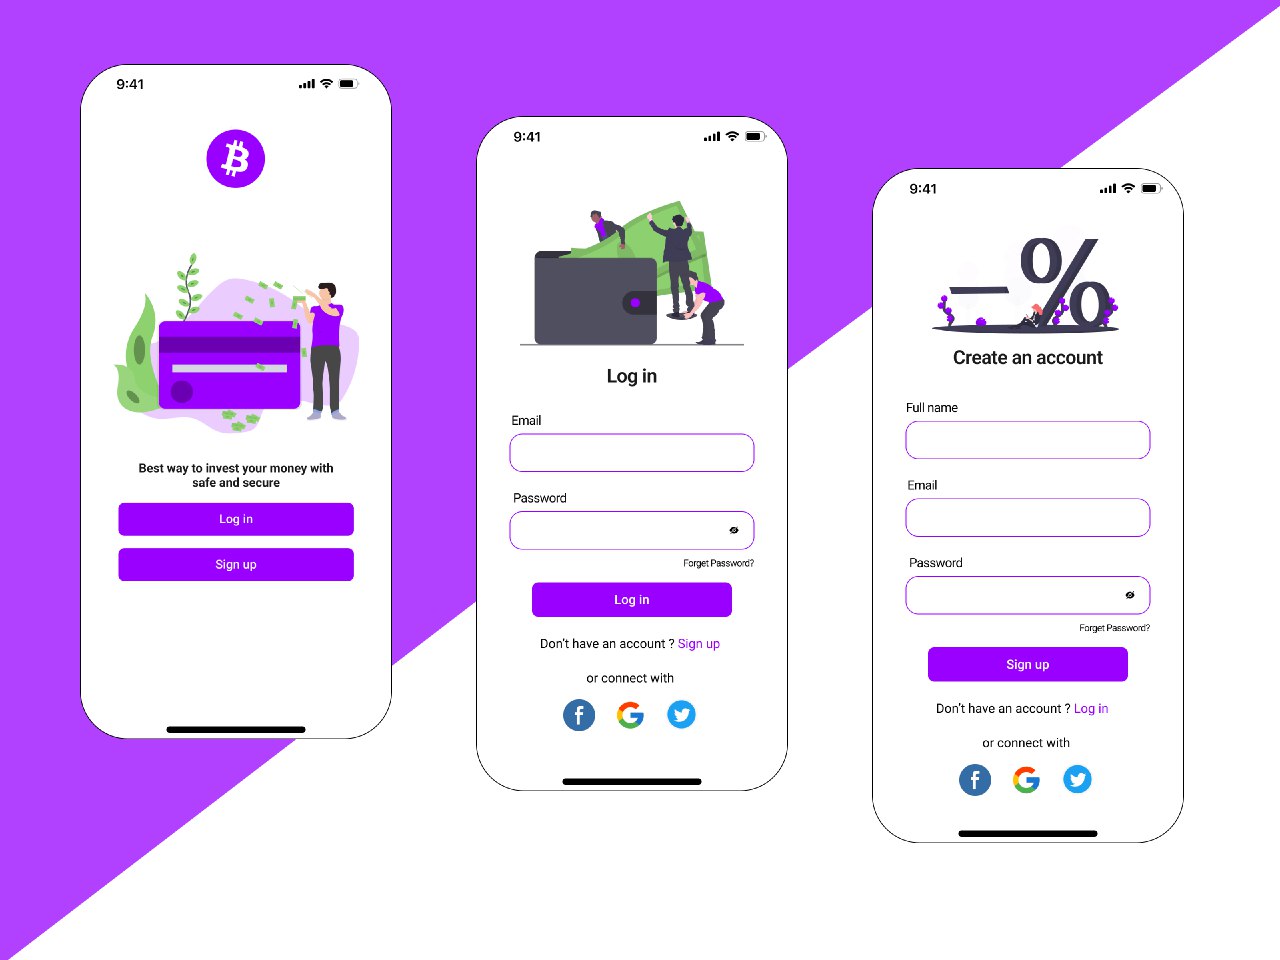 9:41
Best way to invest your money with
safe and secure
Log in
Sign up
9:41
Log in
Email
Password
Forget Password?
Log in
Don't have an account ? Sign up
or connect with
9:41
%
Create an account
Full name
Email
Password
Forget Password?
Sign up
Don't have an account ? Log in
or connect with